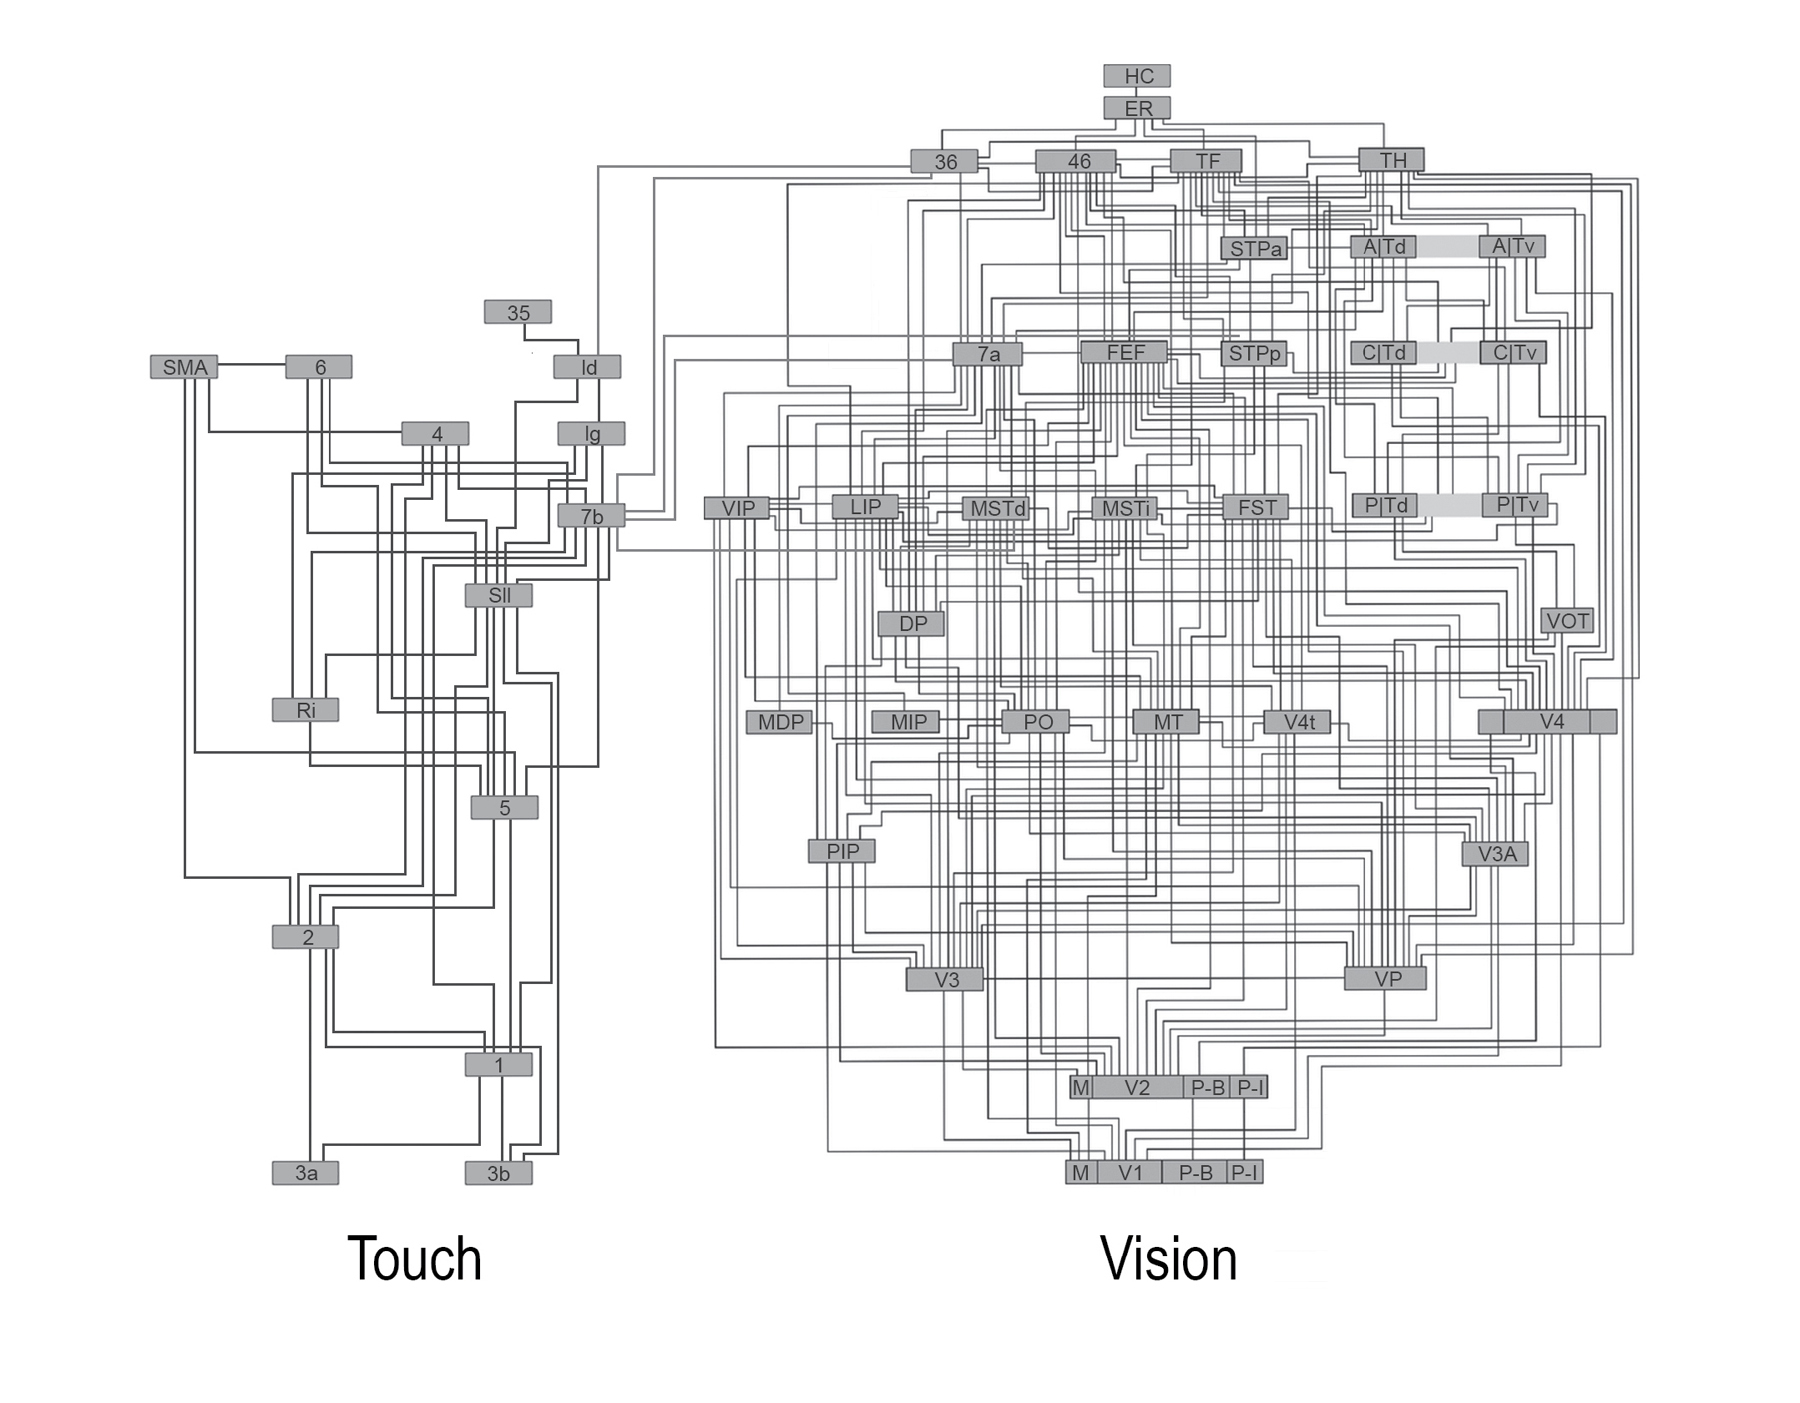 HC
ER
36 46 TF TH
STPa A|Td A|Tv
35
SMA 6 Id 7a FEF STPp C|Td C|Tv
4 Ig
7b VIP LIP MSTd MSTi FST P|Td P|Tv
SII DP VOT
Ri MDP MIP PO MT V4t V4
5
PIP V3A
2
V3 VP
1 M V2 P-B P-I
3a 3b M V1 P-B P-I
Touch Vision